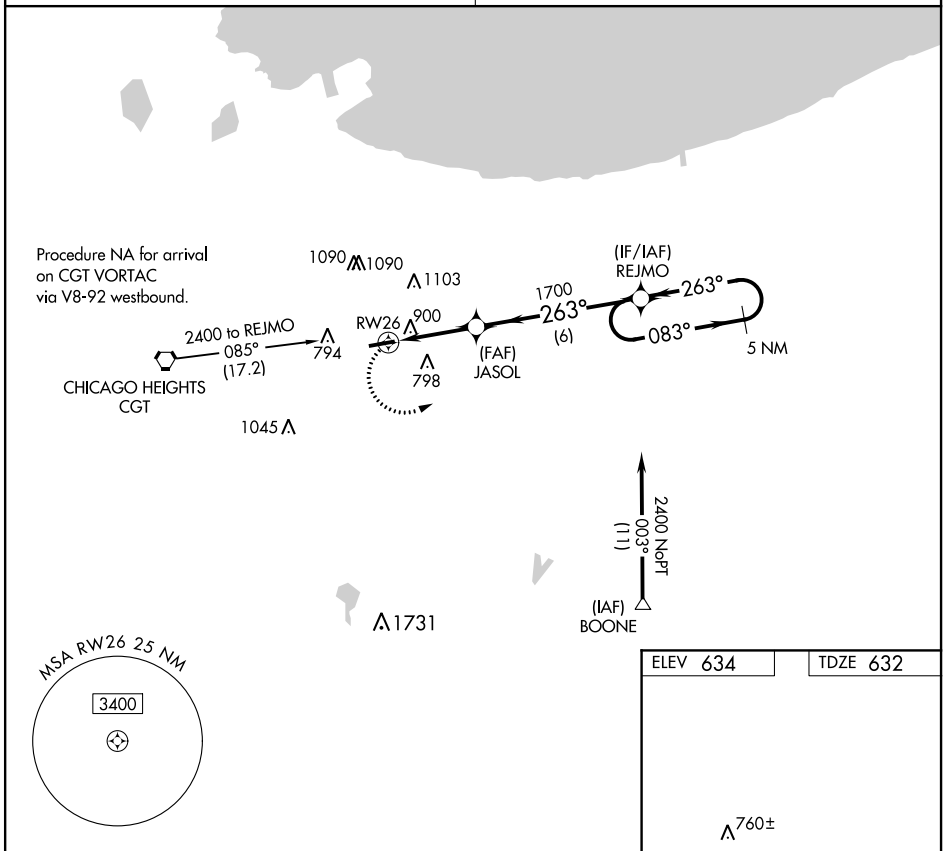 Procedure NA for arrival
on CGT VORTAC
via V8-92 westbound.
1090
1090
1103
(IF/IAF)
REJMO
1700
263°
(6)
263°
083°
5 NM
RW26
900
2400 to REJMO
085°
(17.2)
794
798
(FAF)
JASOL
CHICAGO HEIGHTS
CGT
1045
2400 NoPT
003°
(11)
(IAF)
BOONE
1731
MSA RW26 25 NM
3400
ELEV 634
TDZE 632
760±